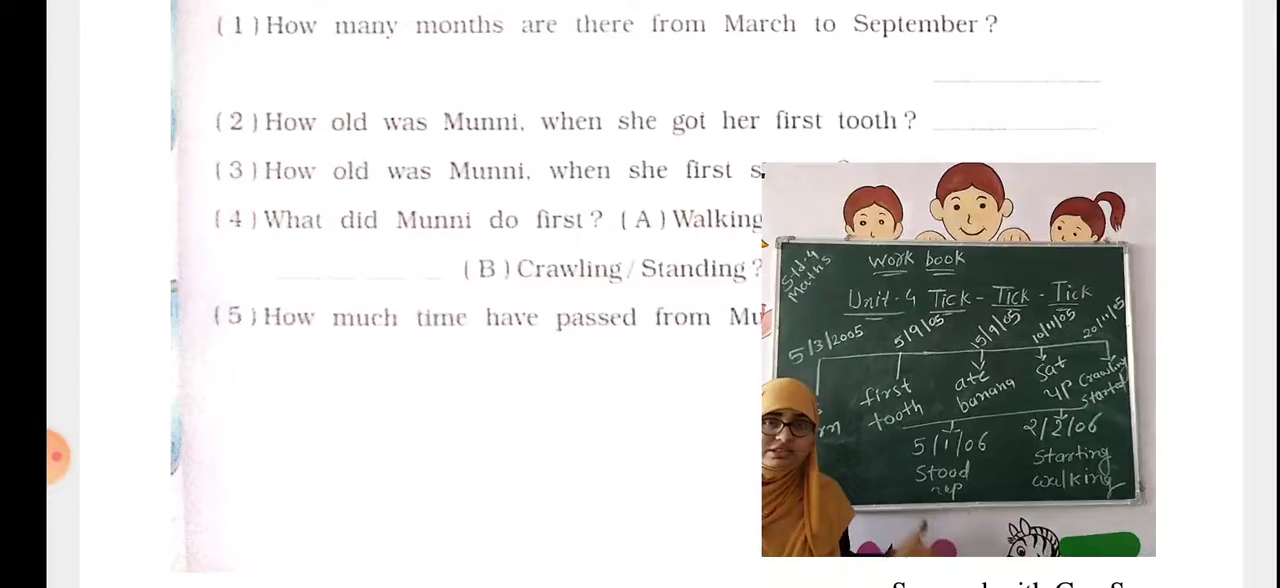 ( 1 ) How many months are there from March to September ?
( 2 ) How old was Munni, when she got her first tooth ?
( 3 ) How old was Munni, when she first
( 4 ) What did Munni do first ? ( A ) Walking
( B ) Crawling / Standing ?
( 5 ) How much time have passed from
Std-4
Maths
Work book
Unit-4 Tick - Tick - Tick
5/3/2005
5/9/05
15/9/05
10/11/05
20/11/05
first
tooth
ate
banana
Sat
up
Crawling
Started
5/1/06
Stood
up
2/2/06
Starting
walking